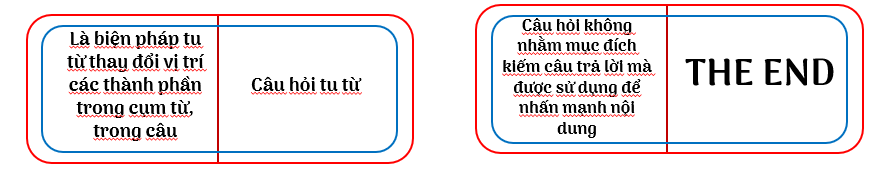 Là biện pháp tu
từ thay đổi vị trí
các thành phần
trong cụm từ,
trong câu
Câu hỏi tu từ
Câu hỏi không
nhằm mục đích
kiếm câu trả lời mà
được sử dụng để
nhấn mạnh nội
dung
THE END